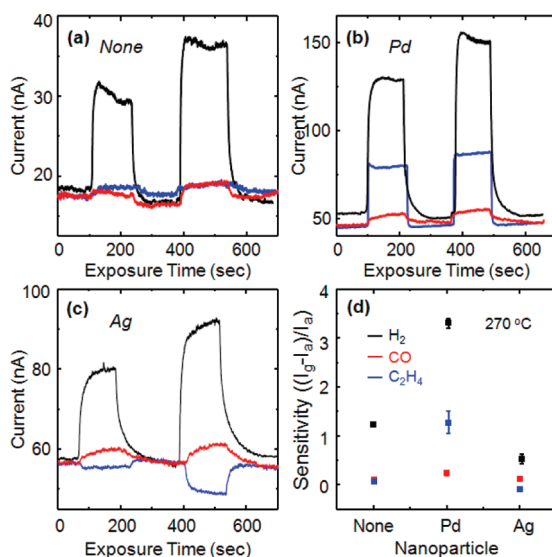 (a) None
Current (nA)
40
30
20
0 200 400 600
Exposure Time (sec)
(b) Pd
Current (nA)
150
100
50
0 200 400 600
Exposure Time (sec)
(c) Ag
Current (nA)
100
80
60
0 200 400 600
Exposure Time (sec)
(d)
270 °C
H2
CO
C2H4
Sensitivity ((Ig-Ia)/Ia)
4
3
2
1
0
None Pd Ag
Nanoparticle